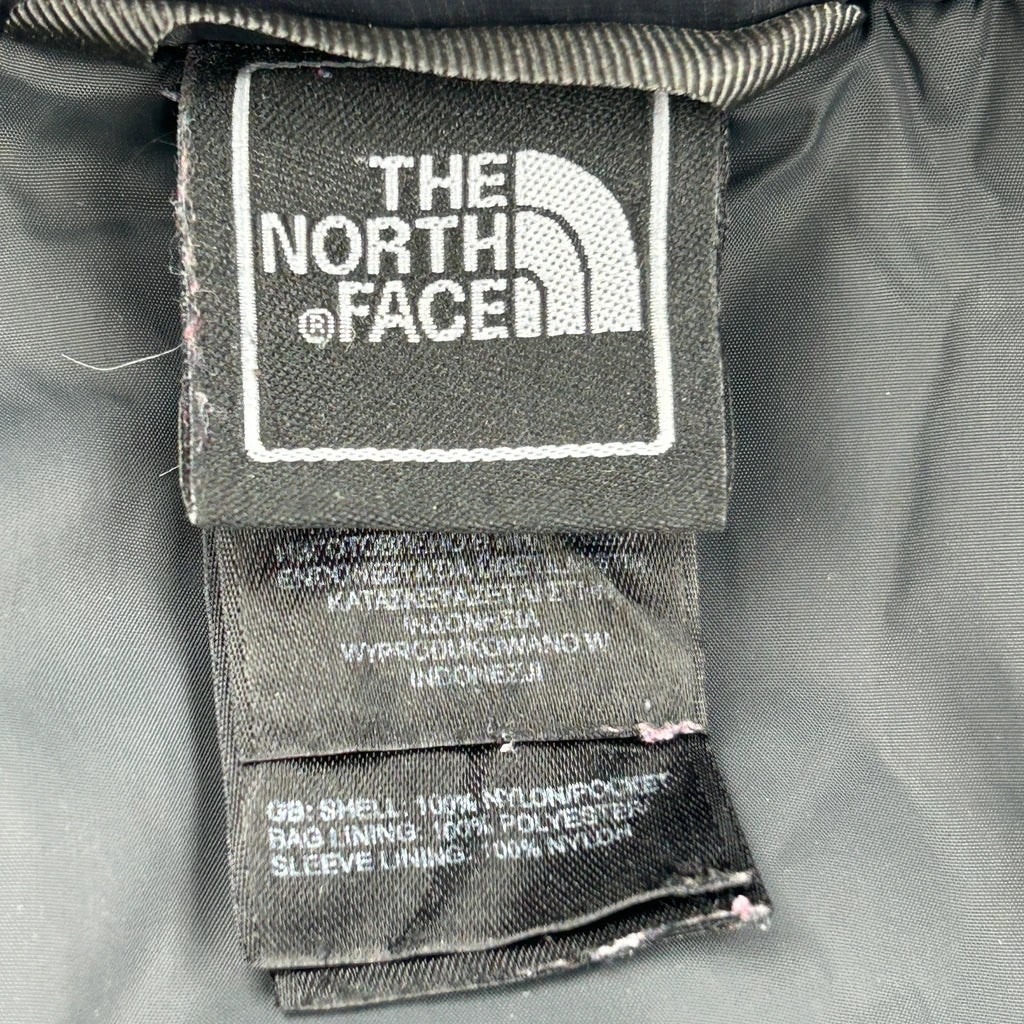 THE
NORTH
®FACE
ΚΑΤΑΣΚΕΥΑΖΕΤΑΙ ΣΤΗΝ
ΙΝΔΟΝΗΣΙΑ
WYPRODUKOWANO W
INDONEZJI
GB: SHELL 100% NYLON/POCKET
BAG LINING: 100% POLYESTER
SLEEVE LINING: 100% NYLON